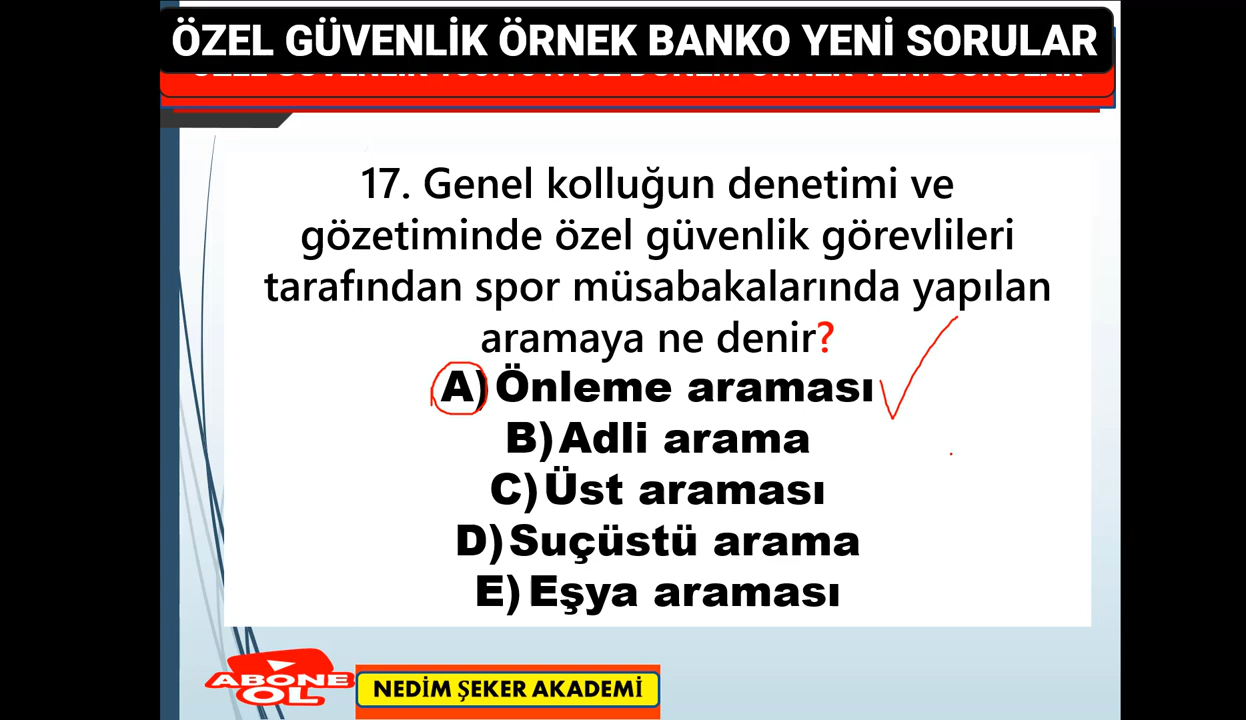 ÖZEL GÜVENLİK ÖRNEK BANKO YENİ SORULAR
17. Genel kolluğun denetimi ve
gözetiminde özel güvenlik görevlileri
tarafından spor müsabakalarında yapılan
aramaya ne denir?
A) Önleme araması
B) Adli arama
C) Üst araması
D) Suçüstü arama
E) Eşya araması
ABONE
OL
NEDİM ŞEKER AKADEMİ